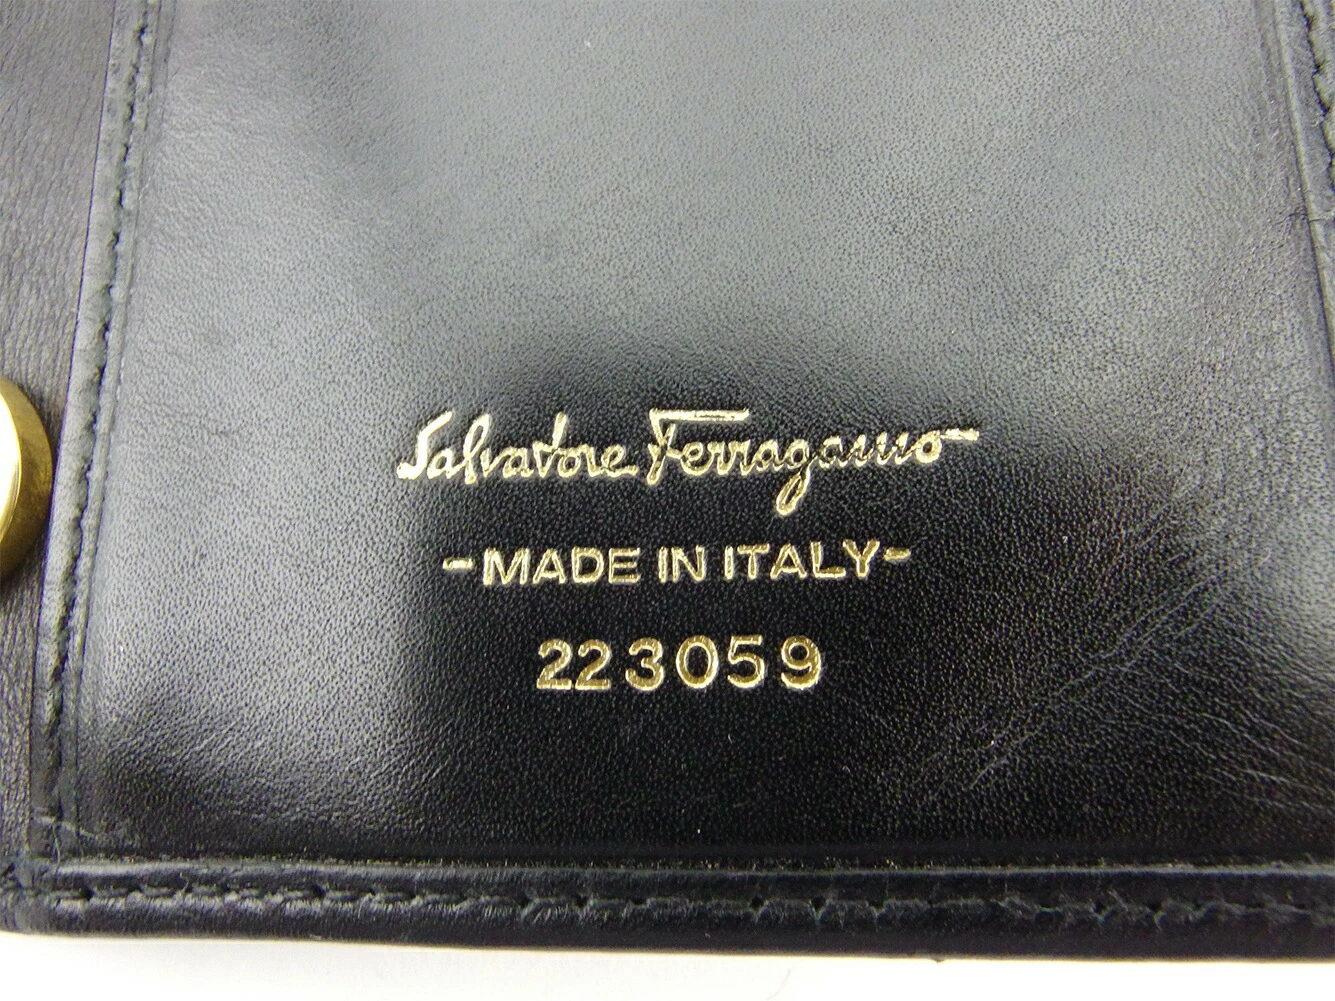 Salvatore Ferragamo
-MADE IN ITALY-
223059